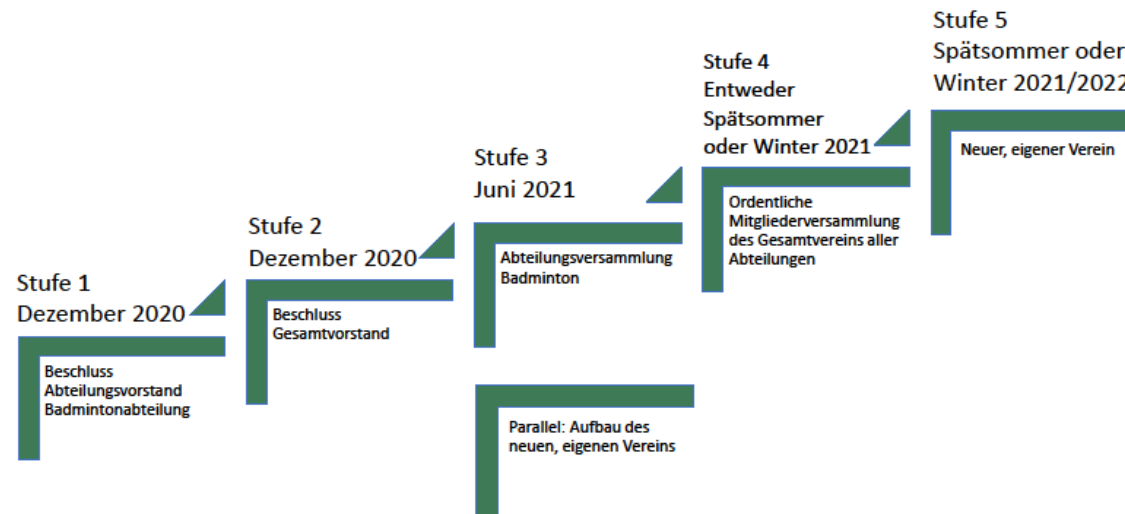 Stufe 1
Dezember 2020
Beschluss
Abteilungsvorstand
Badmintonabteilung
Stufe 2
Dezember 2020
Beschluss
Gesamtvorstand
Stufe 3
Juni 2021
Abteilungsversammlung
Badminton
Parallel: Aufbau des
neuen, eigenen Vereins
Stufe 4
Entweder
Spätsommer
oder Winter 2021
Ordentliche
Mitgliederversammlung
des Gesamtvereins aller
Abteilungen
Stufe 5
Spätsommer oder
Winter 2021/2022
Neuer, eigener Verein